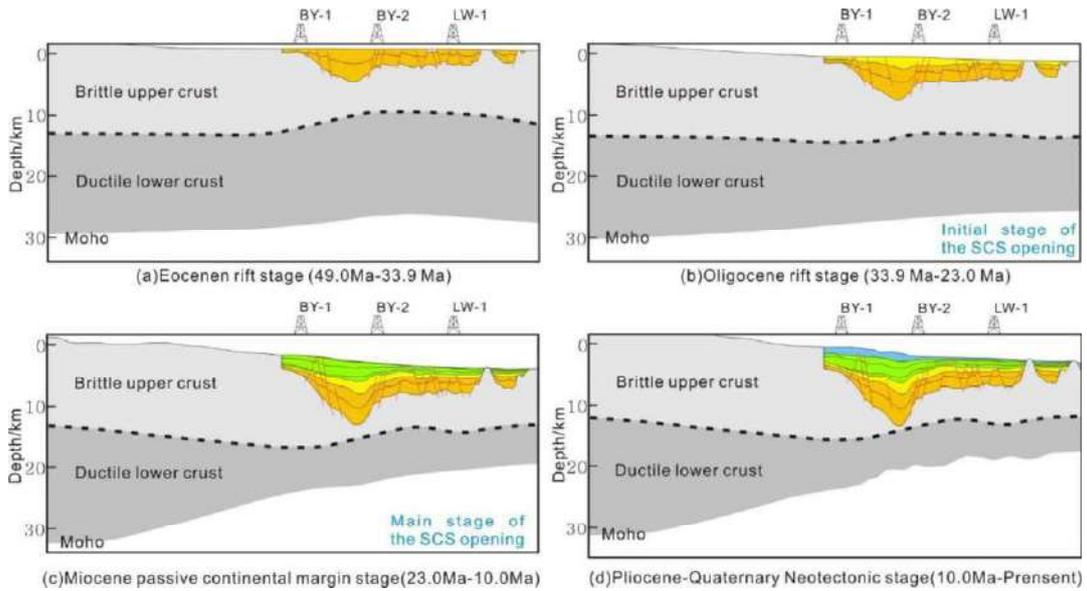 BY-1 BY-2 LW-1
0
10
20
30
Depth/km
Brittle upper crust
Ductile lower crust
Moho
(a)Eocenen rift stage (49.0Ma-33.9 Ma)
BY-1 BY-2 LW-1
0
10
20
30
Depth/km
Brittle upper crust
Ductile lower crust
Moho
Initial stage of
the SCS opening
(b)Oligocene rift stage (33.9 Ma-23.0 Ma)
BY-1 BY-2 LW-1
0
10
20
30
Depth/km
Brittle upper crust
Ductile lower crust
Moho
Main stage of
the SCS opening
(c)Miocene passive continental margin stage(23.0Ma-10.0Ma)
BY-1 BY-2 LW-1
0
10
20
30
Depth/km
Brittle upper crust
Ductile lower crust
Moho
(d)Pliocene-Quaternary Neotectonic stage(10.0Ma-Prensent)